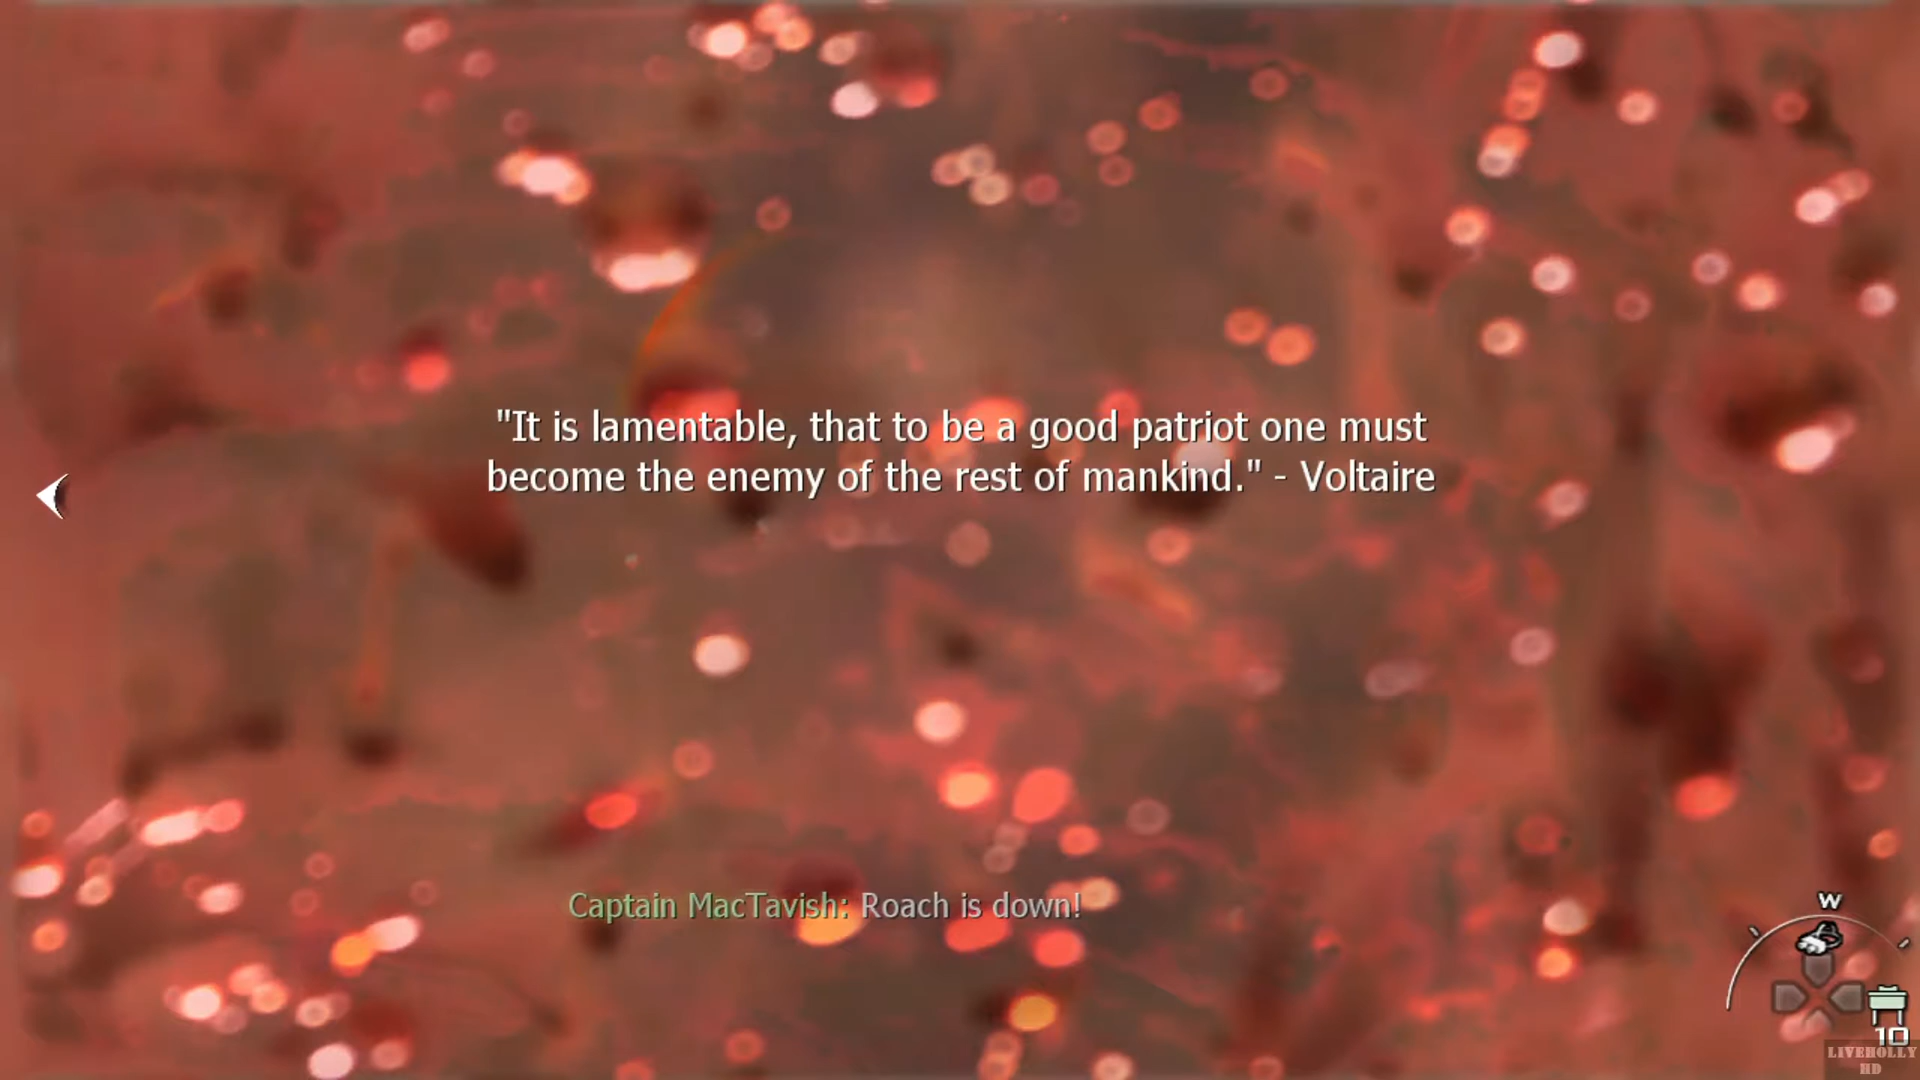 "It is lamentable, that to be a good patriot one must
become the enemy of the rest of mankind." - Voltaire
Captain MacTavish: Roach is down!
W
10
LIVEHOLLY
HD